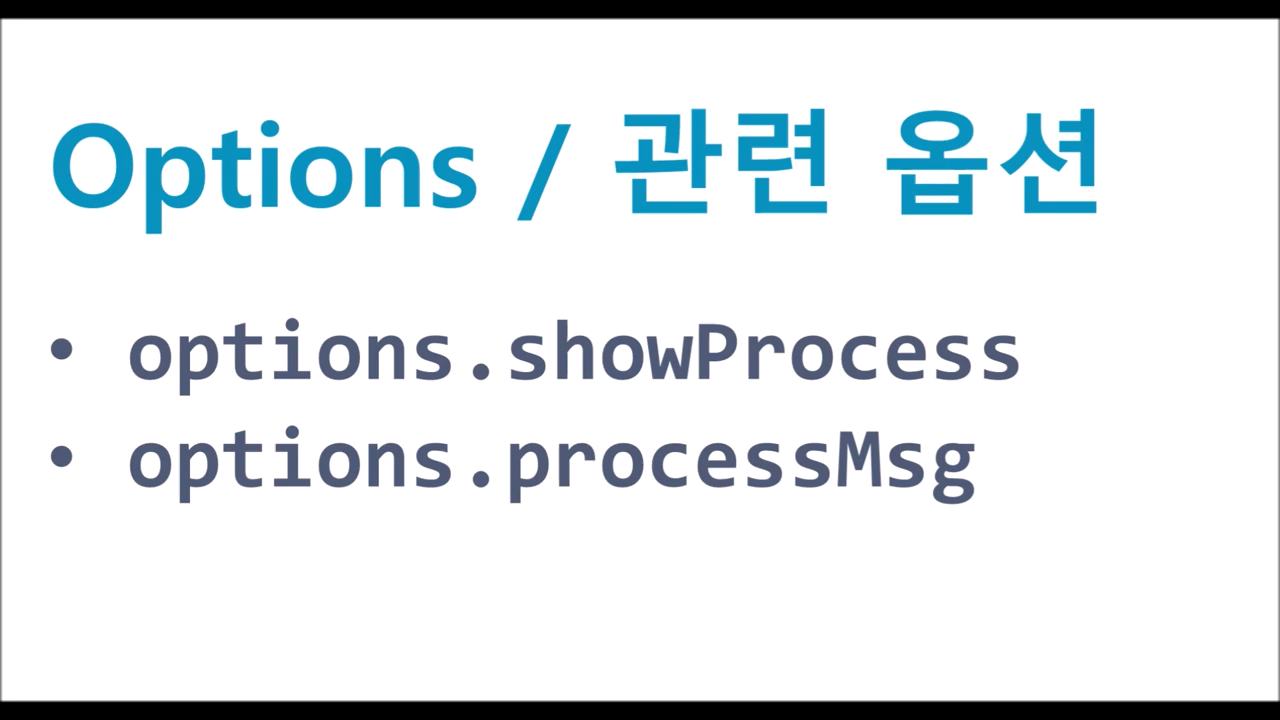 Options / 관련 옵션
• options.showProcess
• options.processMsg